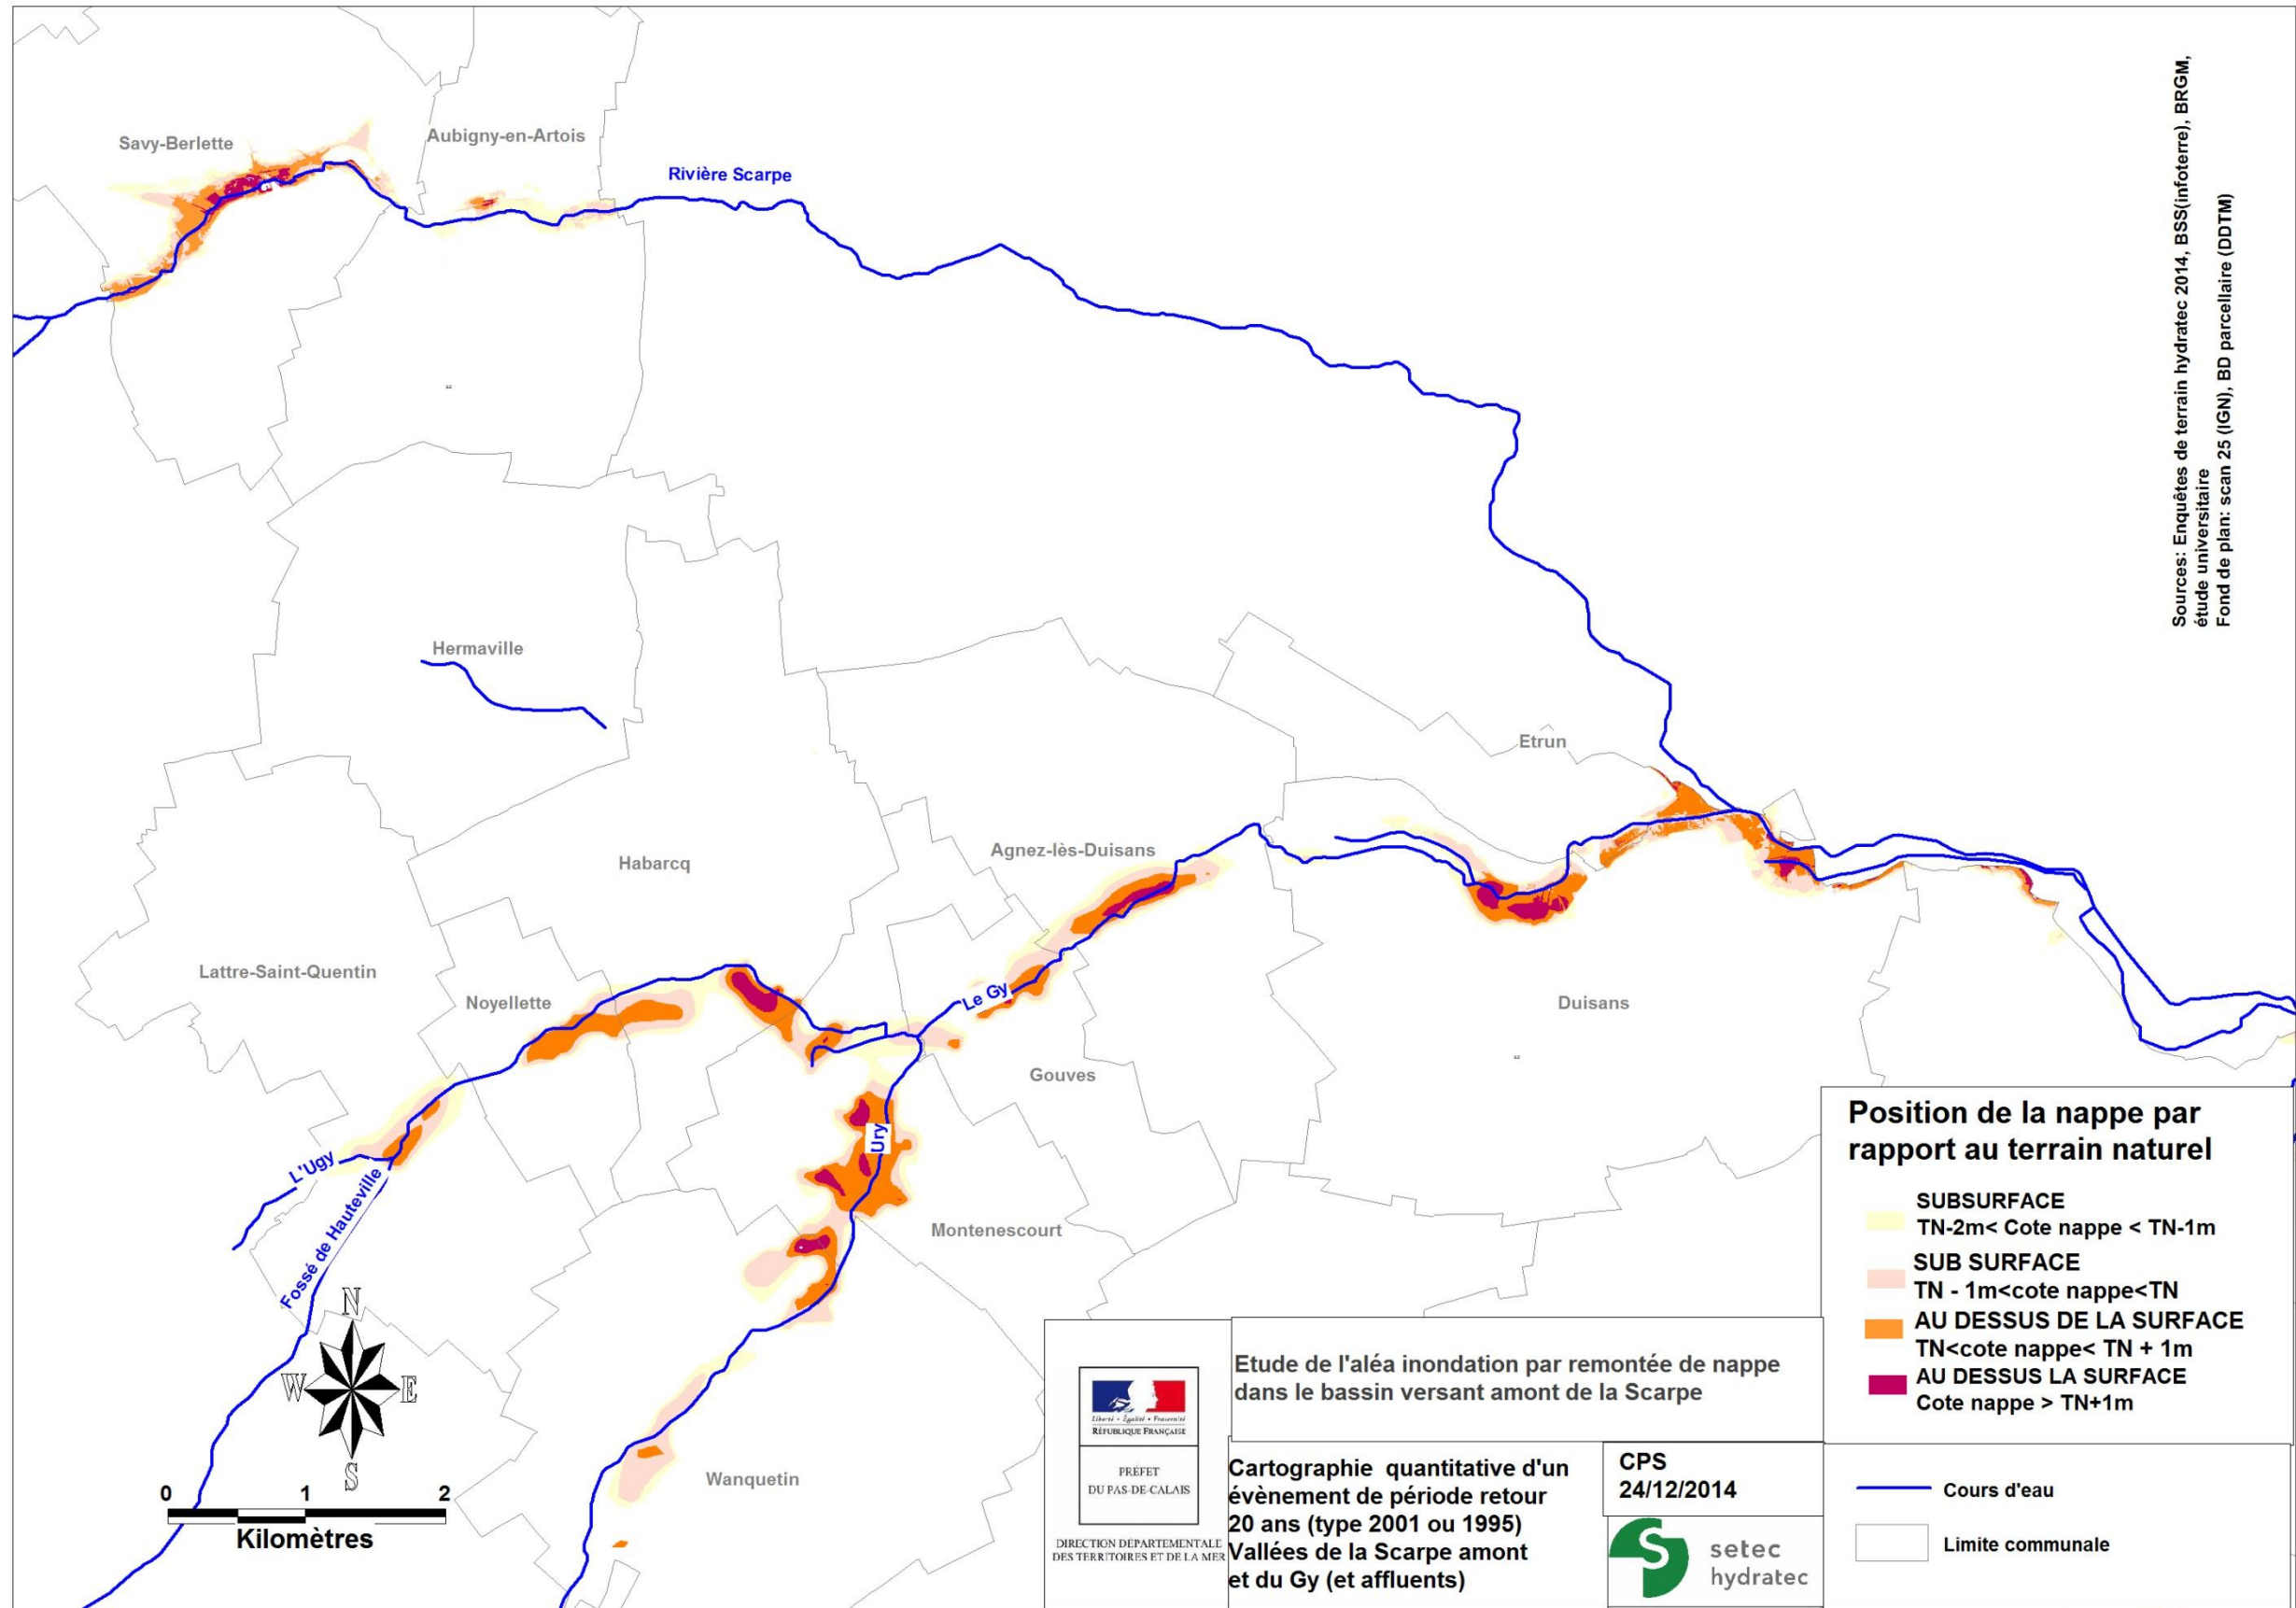 Savy-Berlette
Aubigny-en-Artois
Rivière Scarpe
Sources: Enquêtes de terrain hydratec 2014, BSS(infoterre), BRGM,
étude universitaire
Fond de plan: scan 25 (IGN), BD parcellaire (DDTM)
Hermaville
Etrun
Habarcq
Agnez-lès-Duisans
Lattre-Saint-Quentin
Noyellette
Le Gy
Duisans
Gouves
Ury
L'Ugy
Fossé de Hauteville
Montenescourt
Wanquetin
N
W
E
S
0 1 2
Kilomètres
Position de la nappe par
rapport au terrain naturel
SUBSURFACE
TN-2m< Cote nappe < TN-1m
SUB SURFACE
TN - 1m<cote nappe<TN
AU DESSUS DE LA SURFACE
TN<cote nappe< TN + 1m
AU DESSUS LA SURFACE
Cote nappe > TN+1m
Cours d'eau
Limite communale
Liberté • Égalité • Fraternité
RÉPUBLIQUE FRANÇAISE
PRÉFET
DU PAS-DE-CALAIS
DIRECTION DÉPARTEMENTALE
DES TERRITOIRES ET DE LA MER
Etude de l'aléa inondation par remontée de nappe
dans le bassin versant amont de la Scarpe
Cartographie quantitative d'un
évènement de période retour
20 ans (type 2001 ou 1995)
Vallées de la Scarpe amont
et du Gy (et affluents)
CPS
24/12/2014
setec
hydratec